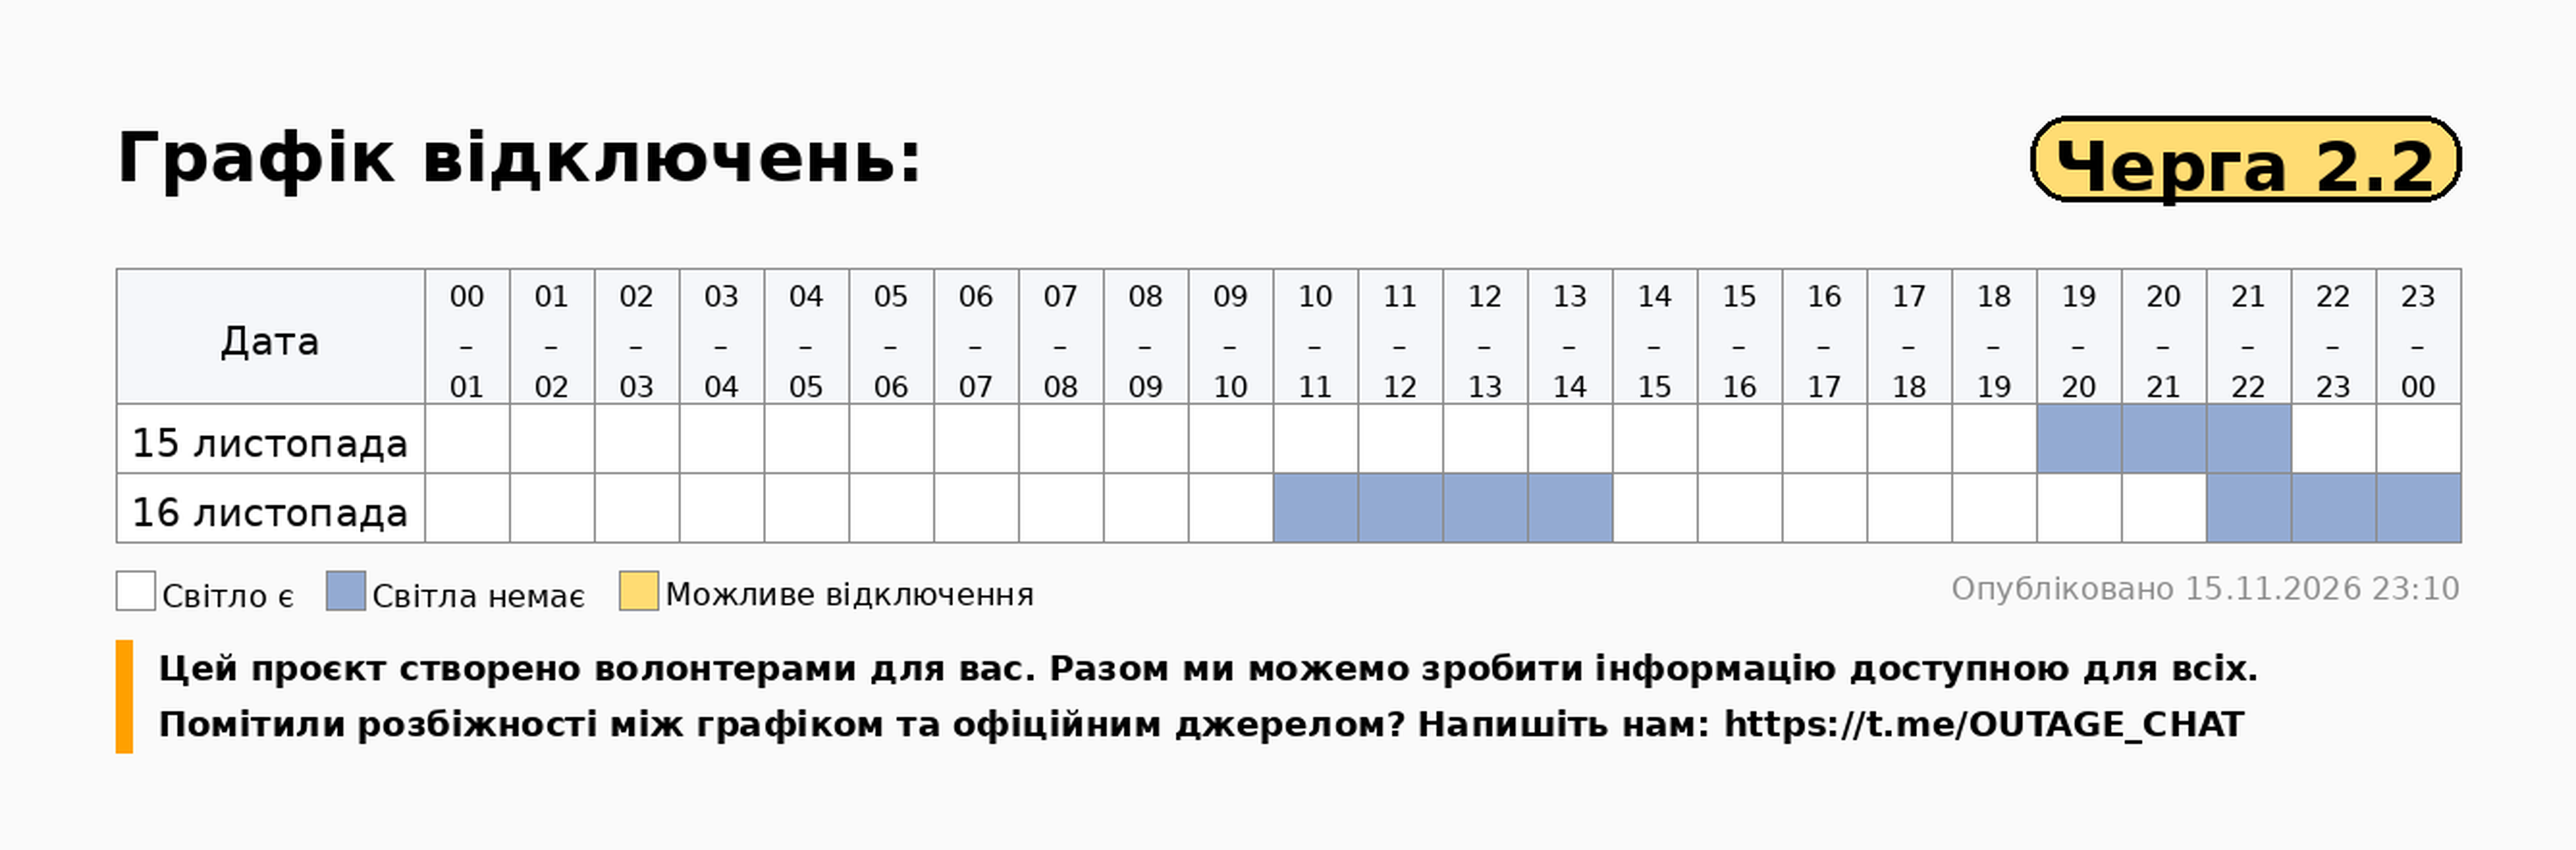 Графік відключень:
Черга 2.2
Дата 00 – 01 01 – 02 02 – 03 03 – 04 04 – 05 05 – 06 06 – 07 07 – 08 08 – 09 09 – 10 10 – 11 11 – 12 12 – 13 13 – 14 14 – 15 15 – 16 16 – 17 17 – 18 18 – 19 19 – 20 20 – 21 21 – 22 22 – 23 23 – 00
15 листопада
16 листопада
Світло є Світла немає Можливе відключення
Опубліковано 15.11.2026 23:10
Цей проєкт створено волонтерами для вас. Разом ми можемо зробити інформацію доступною для всіх.
Помітили розбіжності між графіком та офіційним джерелом? Напишіть нам: https://t.me/OUTAGE_CHAT